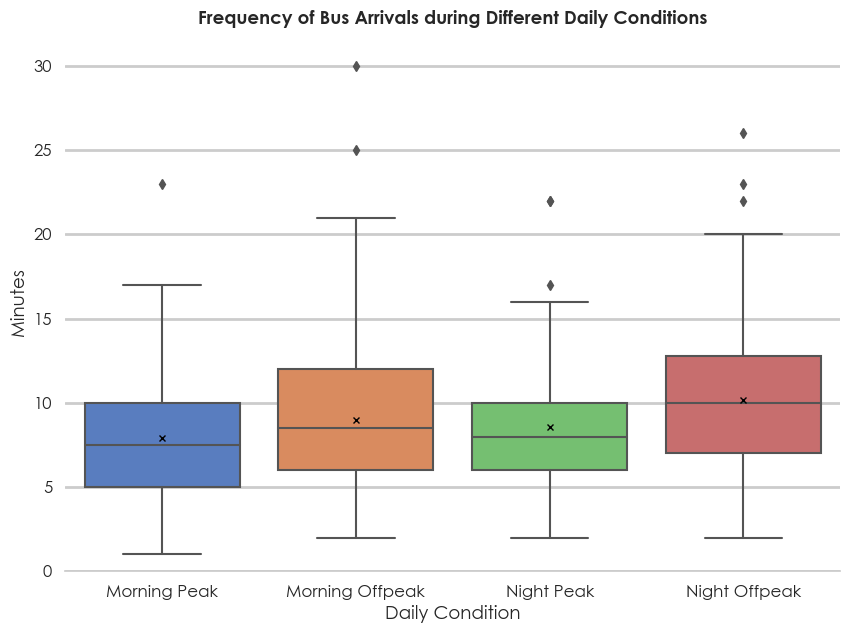 Frequency of Bus Arrivals during Different Daily Conditions
30
25
20
15
10
5
0
Minutes
Morning Peak
Morning Offpeak
Night Peak
Night Offpeak
Daily Condition